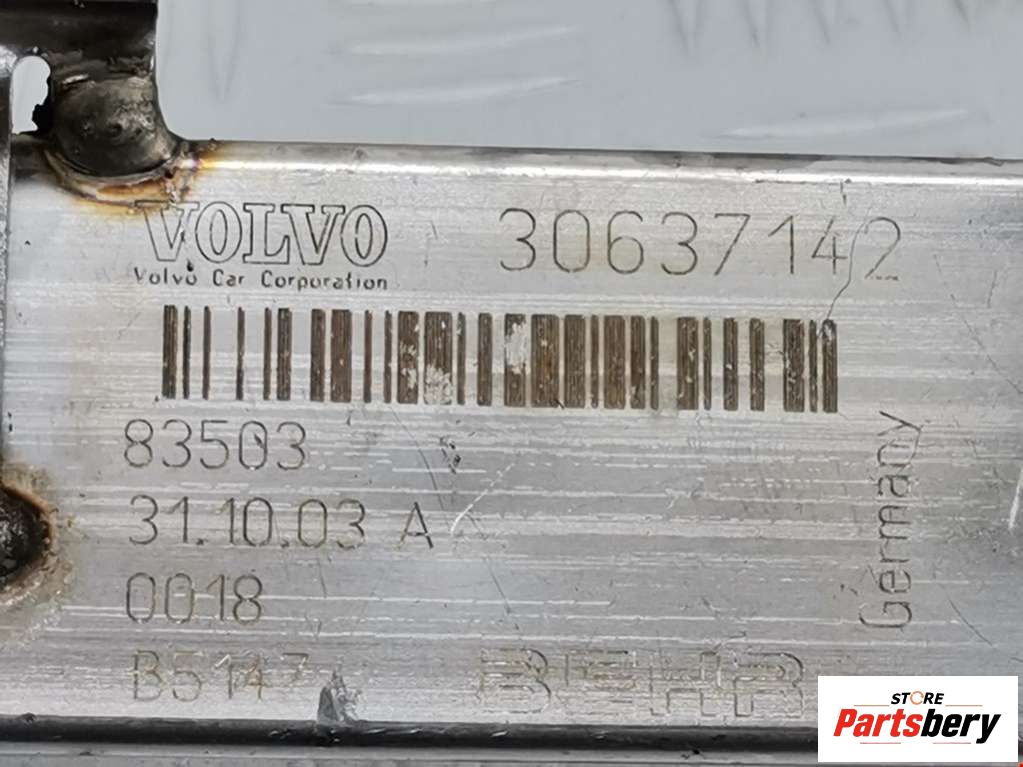 VOLVO 30637142
Volvo Car Corporation
83503
31.10.03 A
0018
B5147 BEHR
Germany
STORE
Partsbery